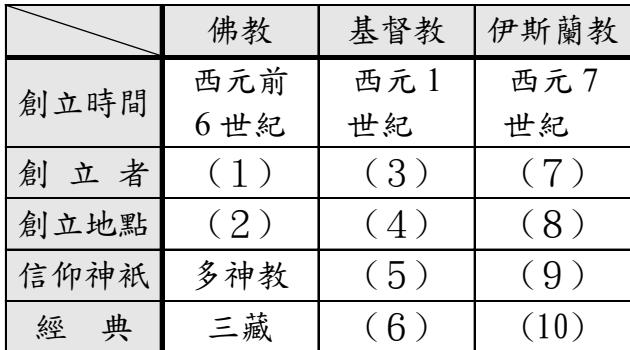 佛教 基督教 伊斯蘭教
創立時間 西元前 西元 1 西元 7
6 世紀 世紀 世紀
創立者 （1） （3） （7）
創立地點 （2） （4） （8）
信仰神祇 多神教 （5） （9）
經典 三藏 （6） （10）